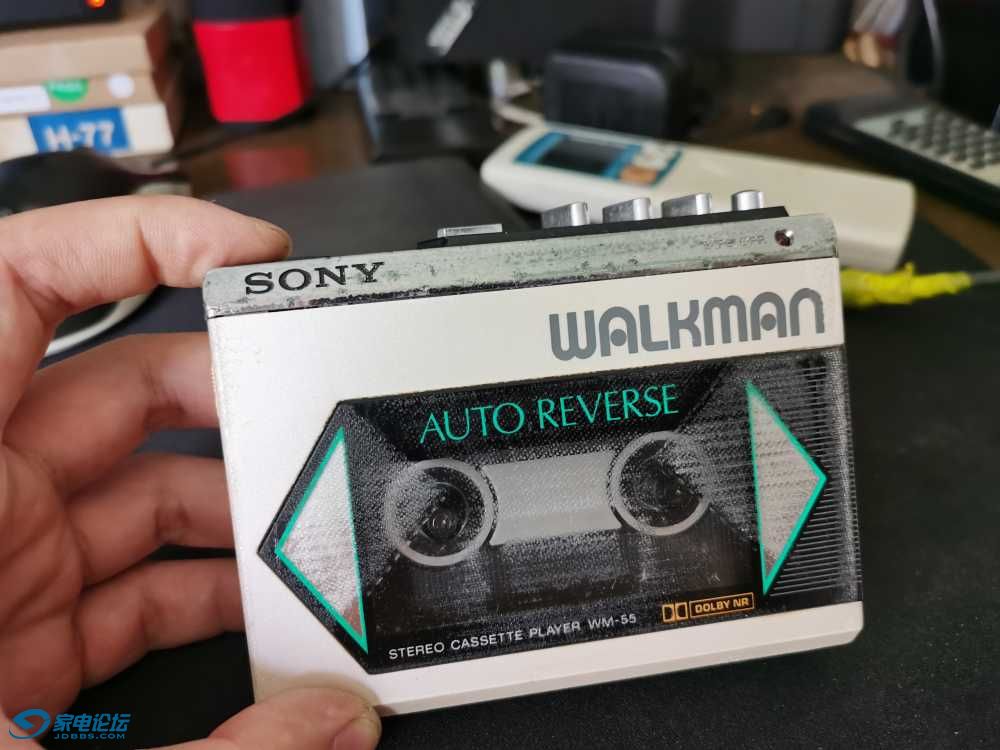 H-77
SONY
WALKMAN
AUTO REVERSE
STEREO CASSETTE PLAYER WM-55
DOLBY NR
家电论坛
JDBBS.COM